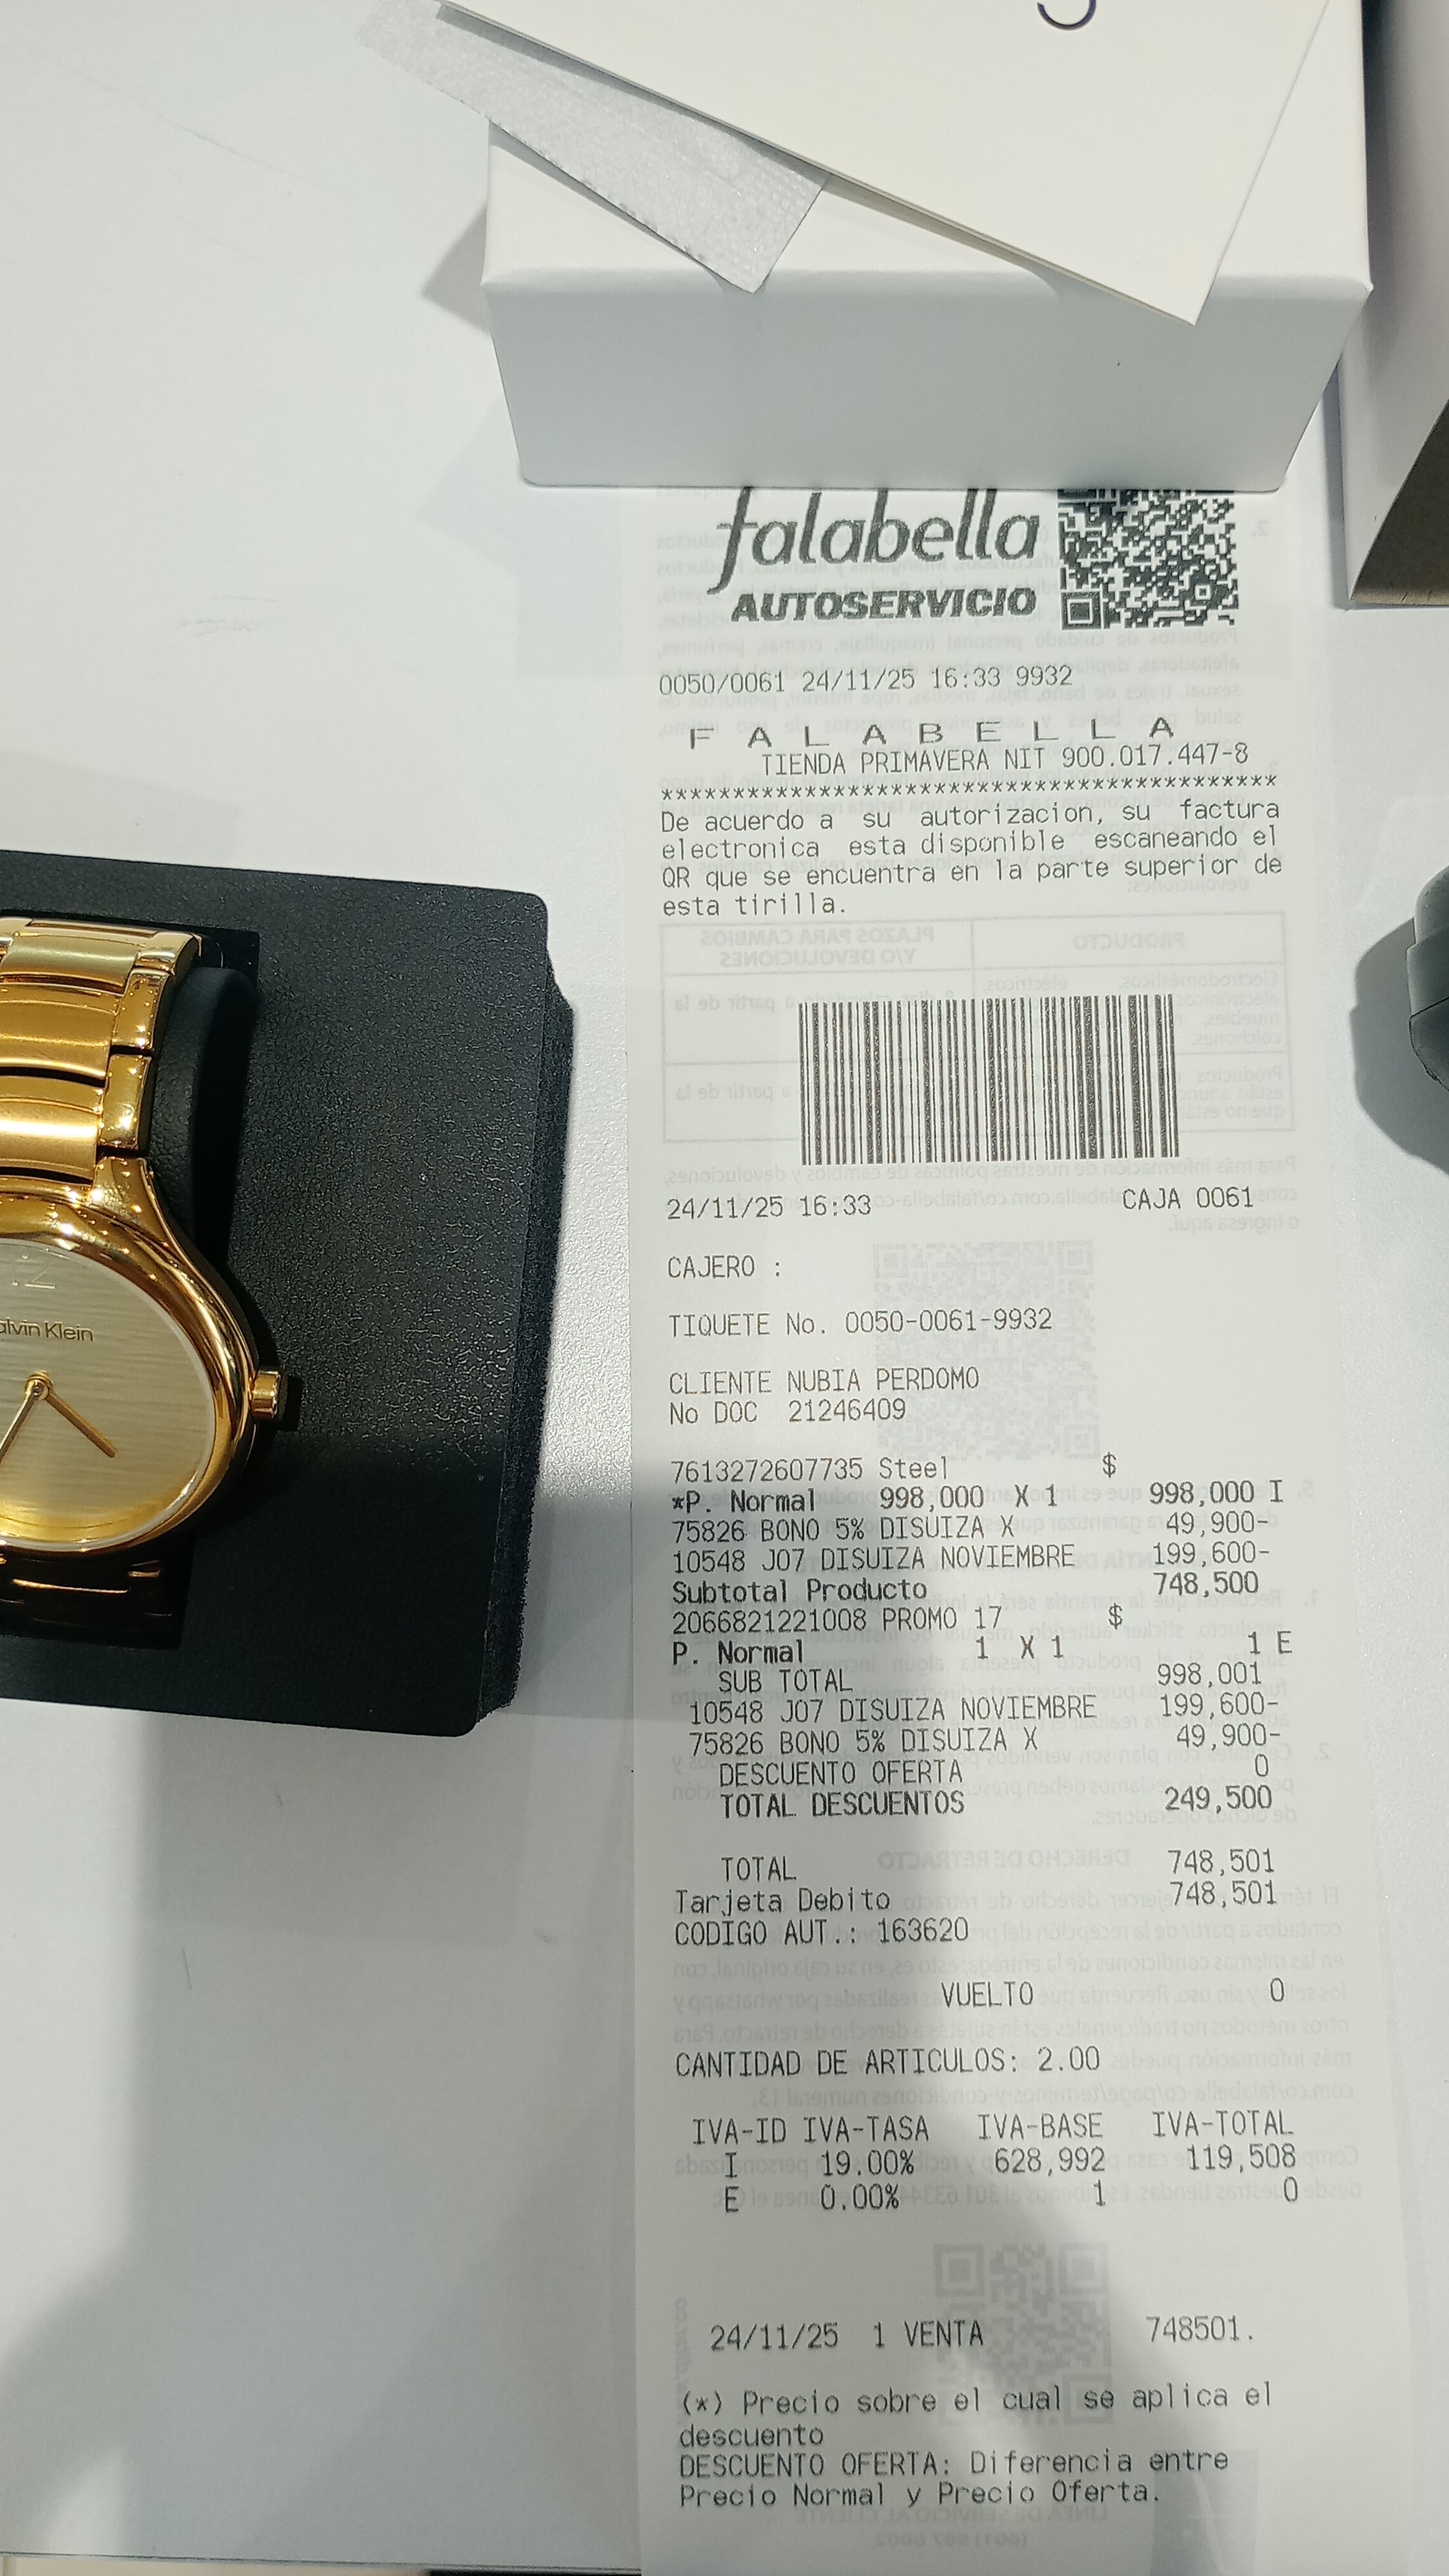 falabella
AUTOSERVICIO
0050/0061 24/11/25 16:33 9932
F A L A B E L L A
TIENDA PRIMAVERA NIT 900.017.447-8
******************************************
De acuerdo a su autorizacion, su factura
electronica esta disponible escaneando el
QR que se encuentra en la parte superior de
esta tirilla.
24/11/25 16:33 CAJA 0061
CAJERO :
TIQUETE No. 0050-0061-9932
CLIENTE NUBIA PERDOMO
No DOC 21246409
7613272607735 Steel $
*P. Normal 998,000 X 1 998,000 I
75826 BONO 5% DISUIZA X 49,900-
10548 J07 DISUIZA NOVIEMBRE 199,600-
Subtotal Producto 748,500
2066821221008 PROMO 17 $
P. Normal 1 X 1 1 E
SUB TOTAL 998,001
10548 J07 DISUIZA NOVIEMBRE 199,600-
75826 BONO 5% DISUIZA X 49,900-
DESCUENTO OFERTA 0
TOTAL DESCUENTOS 249,500
TOTAL 748,501
Tarjeta Debito 748,501
CODIGO AUT.: 163620
VUELTO 0
CANTIDAD DE ARTICULOS: 2.00
IVA-ID IVA-TASA IVA-BASE IVA-TOTAL
I 19.00% 628,992 119,508
E 0.00% 1 0
24/11/25 1 VENTA 748501.
(*) Precio sobre el cual se aplica el
descuento
DESCUENTO OFERTA: Diferencia entre
Precio Normal y Precio Oferta.
12
alvin Klein